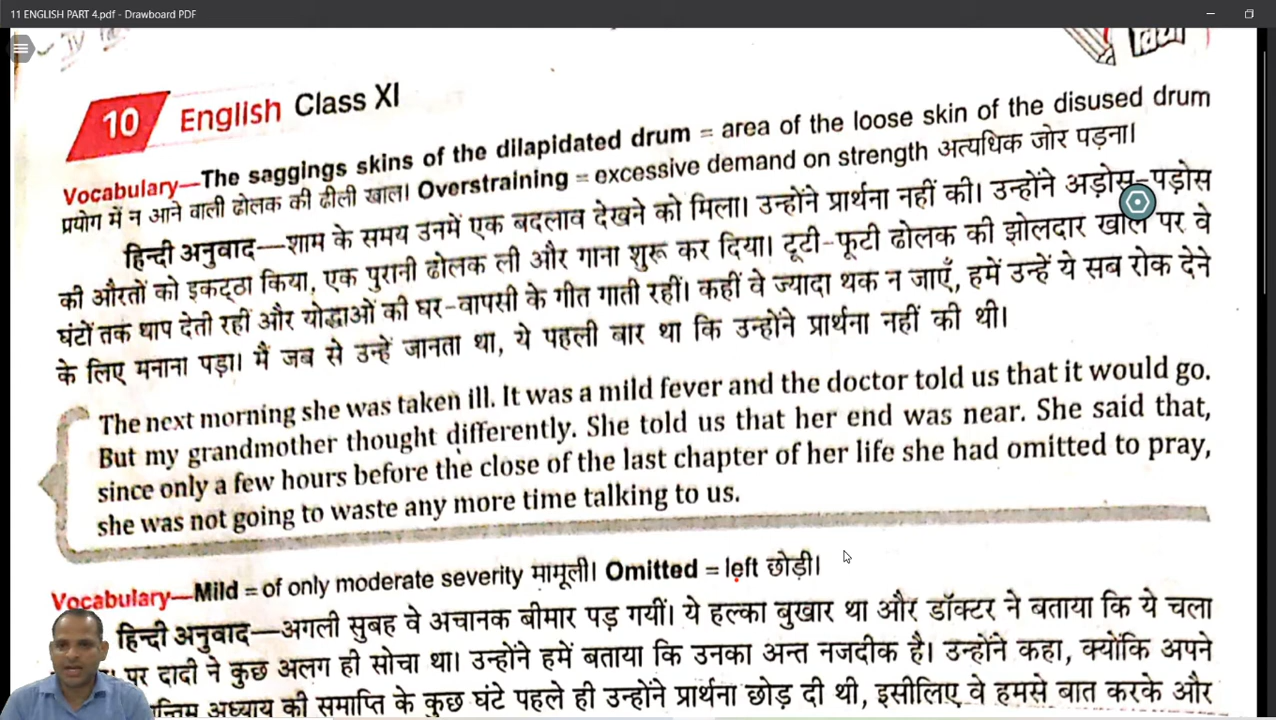 11 ENGLISH PART 4.pdf - Drawboard PDF
10 English Class XI
Vocabulary—The saggings skins of the dilapidated drum = area of the loose skin of the disused drum
प्रयोग में न आने वाली ढोलक की ढीली खाल। Overstraining = excessive demand on strength अत्यधिक जोर पड़ना।
हिन्दी अनुवाद—शाम के समय उनमें एक बदलाव देखने को मिला। उन्होंने प्रार्थना नहीं की। उन्होंने अड़ोस-पड़ोस
की औरतों को इकट्ठा किया, एक पुरानी ढोलक ली और गाना शुरू कर दिया। टूटी-फूटी ढोलक की झोलदार खाल पर वे
घंटों तक थाप देती रहीं और योद्धाओं की घर-वापसी के गीत गाती रहीं। कहीं वे ज्यादा थक न जाएँ, हमें उन्हें ये सब रोक देने
के लिए मनाना पड़ा। मैं जब से उन्हें जानता था, ये पहली बार था कि उन्होंने प्रार्थना नहीं की थी।
The next morning she was taken ill. It was a mild fever and the doctor told us that it would go.
But my grandmother thought differently. She told us that her end was near. She said that,
since only a few hours before the close of the last chapter of her life she had omitted to pray,
she was not going to waste any more time talking to us.
Vocabulary—Mild = of only moderate severity मामूली। Omitted = left छोड़ी।
हिन्दी अनुवाद—अगली सुबह वे अचानक बीमार पड़ गयीं। ये हल्का बुखार था और डॉक्टर ने बताया कि ये चला
पर दादी ने कुछ अलग ही सोचा था। उन्होंने हमें बताया कि उनका अन्त नजदीक है। उन्होंने कहा, क्योंकि अपने
अध्याय की समाप्ति के कुछ घंटे पहले ही उन्होंने प्रार्थना छोड़ दी थी, इसीलिए वे हमसे बात करके और